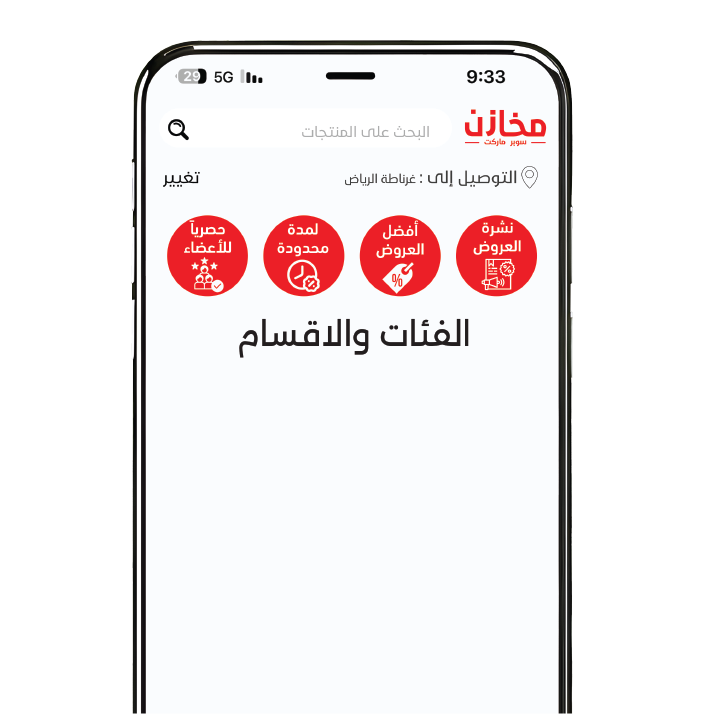 29 5G 9:33
مخازن
سوبر ماركت
البحث على المنتجات
التوصيل إلى : غرناطة الرياض
تغيير
نشرة
العروض
أفضل
العروض
%
لمدة
محدودة
حصرياً
للأعضاء
الفئات والاقسام